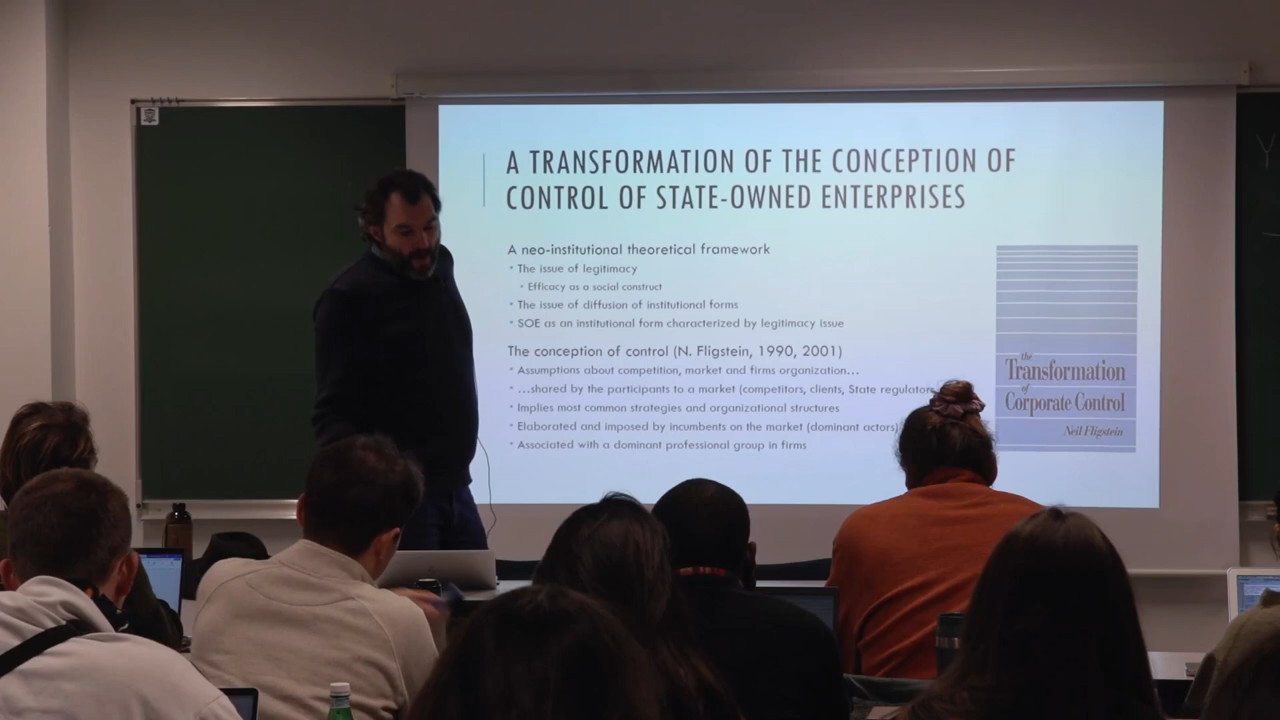 A TRANSFORMATION OF THE CONCEPTION OF
CONTROL OF STATE-OWNED ENTERPRISES
A neo-institutional theoretical framework
The issue of legitimacy
Efficacy as a social construct
The issue of diffusion of institutional forms
SOE as an institutional form characterized by legitimacy issue
The conception of control (N. Fligstein, 1990, 2001)
Assumptions about competition, market and firms organization...
...shared by the participants to a market (competitors, clients, State regulator
Implies most common strategies and organizational structures
Elaborated and imposed by incumbents on the market (dominant actors)
Associated with a dominant professional group in firms
the
Transformation
of
Corporate Control
Neil Fligstein